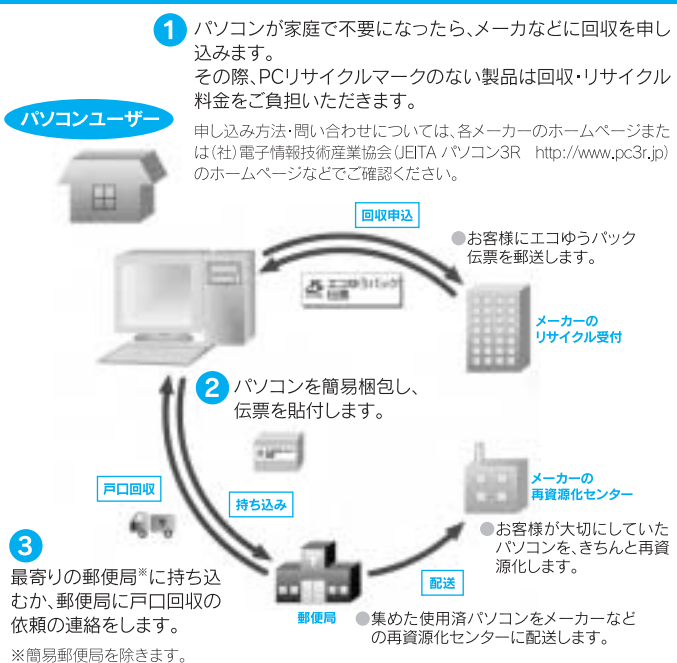 1 パソコンが家庭で不要になったら、メーカなどに回収を申し
込みます。
その際、PCリサイクルマークのない製品は回収・リサイクル
料金をご負担いただきます。
申し込み方法・問い合わせについては、各メーカーのホームページまた
は(社)電子情報技術産業協会(JEITA パソコン3R http://www.pc3r.jp)
のホームページなどでご確認ください。
パソコンユーザー
回収申込
●お客様にエコゆうパック
伝票を郵送します。
エコゆうパック
伝票
メーカーの
リサイクル受付
2 パソコンを簡易梱包し、
伝票を貼付します。
戸口回収
持ち込み
メーカーの
再資源化センター
●お客様が大切にしていた
パソコンを、きちんと再資
源化します。
3
最寄りの郵便局※に持ち込
むか、郵便局に戸口回収の
依頼の連絡をします。
※簡易郵便局を除きます。
郵便局
配送
●集めた使用済パソコンをメーカーなど
の再資源化センターに配送します。